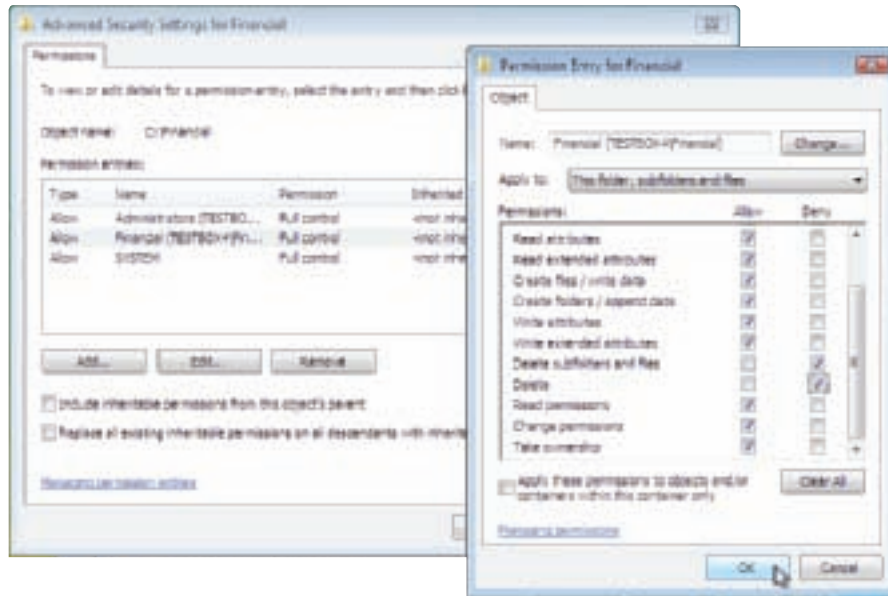 Advanced Security Settings for Financial
Permissions
To view or edit details for a permission entry, select the entry and then click
Object name: C:\Financial
Permission entries:
Type Name Permission Inherited
Allow Administrators (TESTBO... Full control <not inhe
Allow Financial (TESTBOX-H\Fin... Full control <not inhe
Allow SYSTEM Full control <not inhe
Add... Edit... Remove
Include inheritable permissions from this object's parent
Replace all existing inheritable permissions on all descendants with inherita
Managing permission entries
Permission Entry for Financial
Object
Name: Financial (TESTBOX-H\Financial) Change...
Apply to: This folder, subfolders and files
Permissions: Allow Deny
Read attributes
Read extended attributes
Create files / write data
Create folders / append data
Write attributes
Write extended attributes
Delete subfolders and files
Delete
Read permissions
Change permissions
Take ownership
Apply these permissions to objects and/or
containers within this container only
Clear All
Managing permissions
OK Cancel